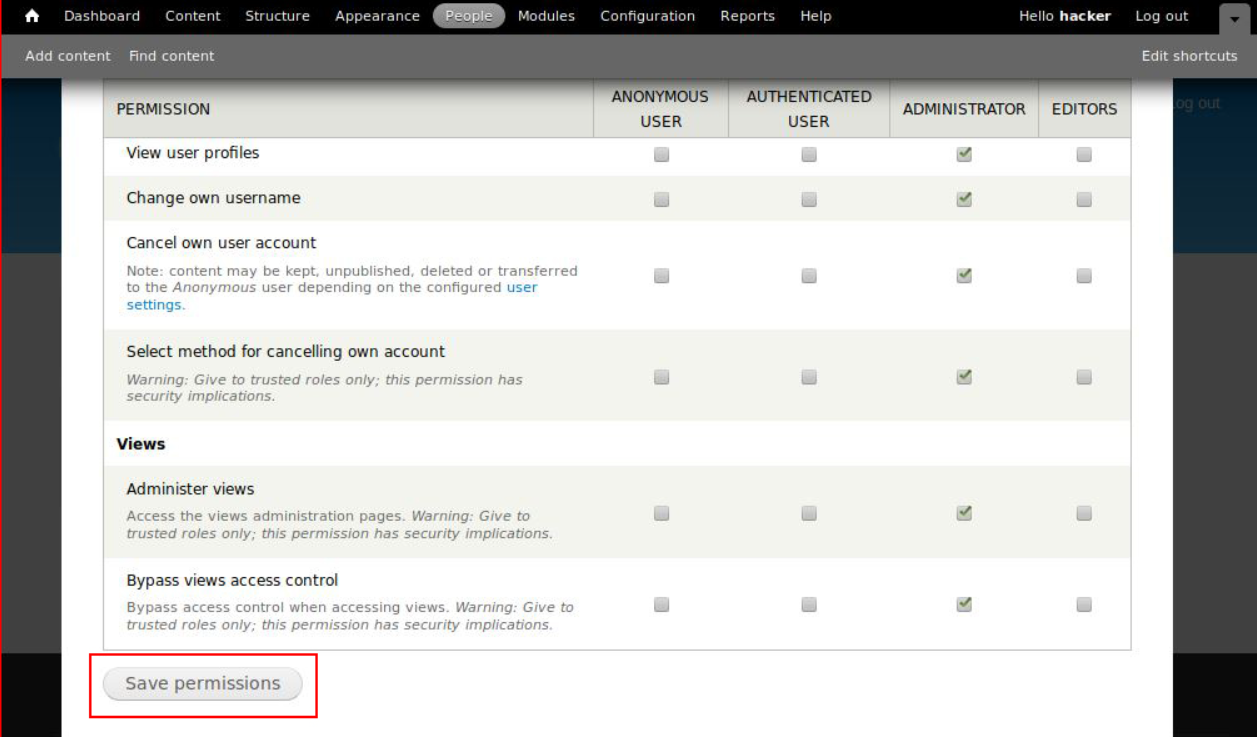 Dashboard Content Structure Appearance People Modules Configuration Reports Help Hello hacker Log out
Add content Find content Edit shortcuts
og out
PERMISSION ANONYMOUS USER AUTHENTICATED USER ADMINISTRATOR EDITORS
View user profiles
Change own username
Cancel own user account
Note: content may be kept, unpublished, deleted or transferred
to the Anonymous user depending on the configured user
settings.
Select method for cancelling own account
Warning: Give to trusted roles only; this permission has
security implications.
Views
Administer views
Access the views administration pages. Warning: Give to
trusted roles only; this permission has security implications.
Bypass views access control
Bypass access control when accessing views. Warning: Give to
trusted roles only; this permission has security implications.
Save permissions